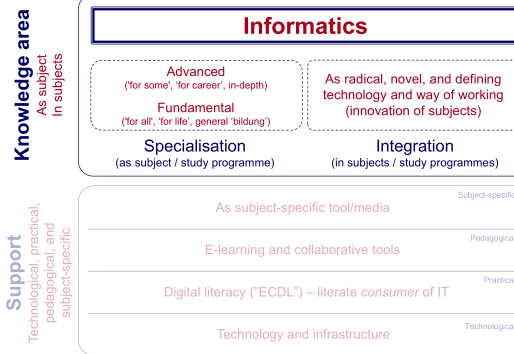 Knowledge area
As subject
In subjects
Informatics
Advanced
('for some', 'for career', in-depth)
Fundamental
('for all', 'for life', general 'bildung')
As radical, novel, and defining
technology and way of working
(innovation of subjects)
Specialisation
(as subject / study programme)
Integration
(in subjects / study programmes)
Support
Technological, practical,
pedagogical, and
subject-specific
Subject-specific
As subject-specific tool/media
Pedagogical
E-learning and collaborative tools
Practical
Digital literacy ("ECDL") – literate consumer of IT
Technological
Technology and infrastructure